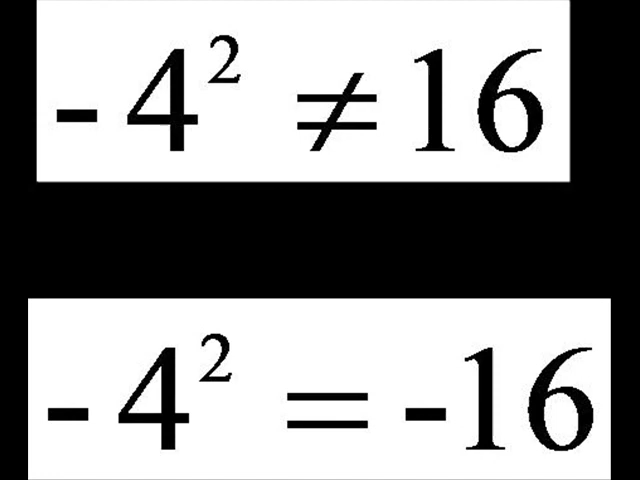 - 4² ≠ 16
- 4² = -16